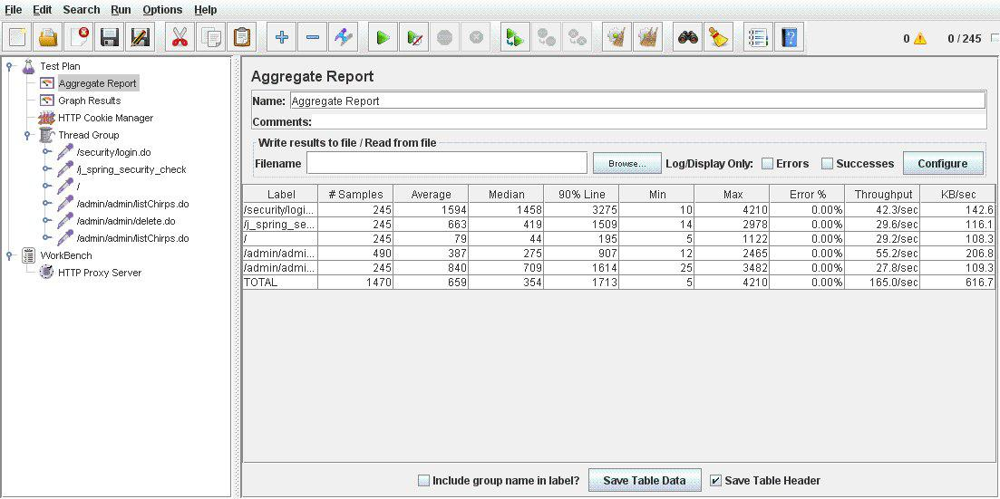 File Edit Search Run Options Help
0 0 / 245
Test Plan
Aggregate Report
Graph Results
HTTP Cookie Manager
Thread Group
/security/login.do
/j_spring_security_check
/
/admin/admin/listChirps.do
/admin/admin/delete.do
/admin/admin/listChirps.do
WorkBench
HTTP Proxy Server
Aggregate Report
Name: Aggregate Report
Comments:
Write results to file / Read from file
Filename Browse... Log/Display Only: Errors Successes Configure
Label # Samples Average Median 90% Line Min Max Error % Throughput KB/sec
/security/logi... 245 1594 1458 3275 10 4210 0.00% 42.3/sec 142.6
/j_spring_se... 245 663 419 1509 14 2978 0.00% 29.6/sec 116.1
/ 245 79 44 195 5 1122 0.00% 29.2/sec 108.3
/admin/admi... 490 387 275 907 12 2465 0.00% 55.2/sec 206.8
/admin/admi... 245 840 709 1614 25 3482 0.00% 27.8/sec 109.3
TOTAL 1470 659 354 1713 5 4210 0.00% 165.0/sec 616.7
Include group name in label? Save Table Data Save Table Header